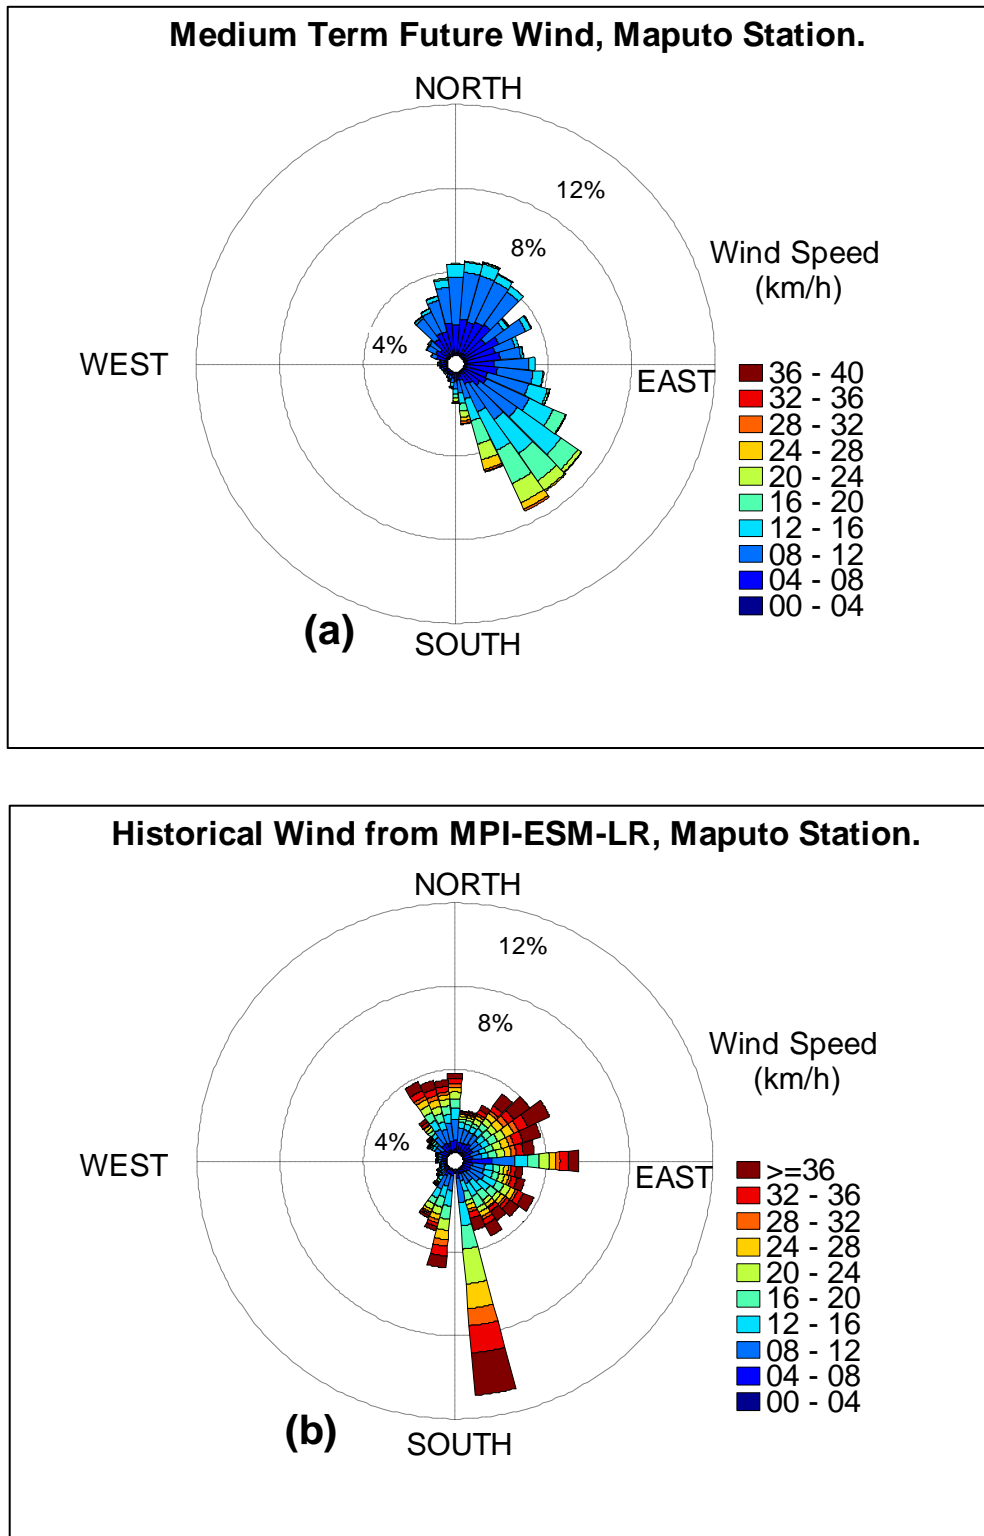 Medium Term Future Wind, Maputo Station.
NORTH
12%
8%
Wind Speed
(km/h)
4%
WEST
EAST
36 - 40
32 - 36
28 - 32
24 - 28
20 - 24
16 - 20
12 - 16
08 - 12
04 - 08
00 - 04
(a)
SOUTH
Historical Wind from MPI-ESM-LR, Maputo Station.
NORTH
12%
8%
Wind Speed
(km/h)
4%
WEST
EAST
>=36
32 - 36
28 - 32
24 - 28
20 - 24
16 - 20
12 - 16
08 - 12
04 - 08
00 - 04
(b)
SOUTH